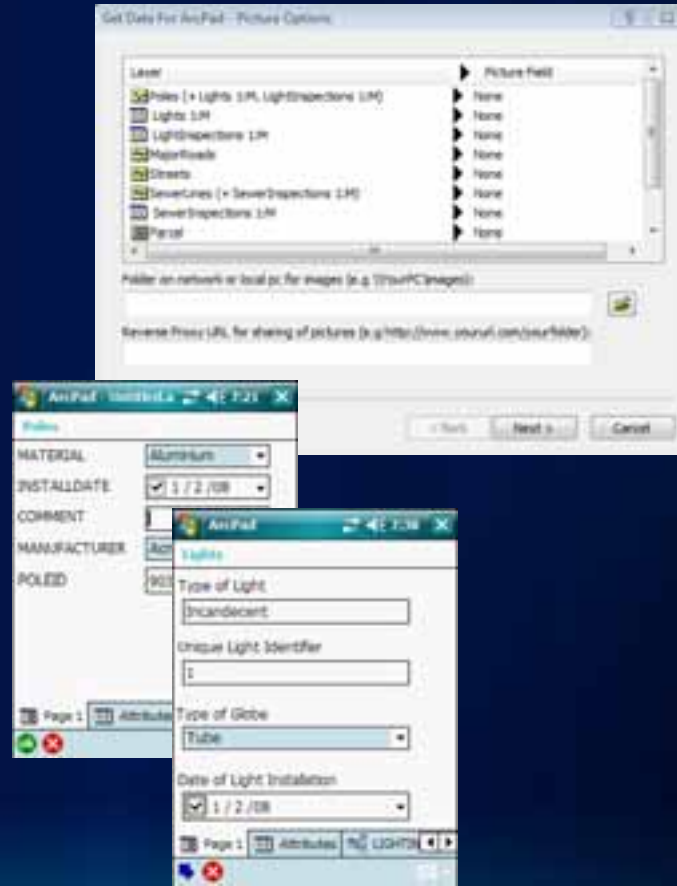 Get Data For ArcPad - Picture Options
Layer Picture Field
Poles (+ Lights 1:M, LightInspections 1:M) None
Lights 1:M None
LightInspections 1:M None
MajorRoads None
Streets None
SewerLines (+ SewerInspections 1:M) None
SewerInspections 1:M None
Parcel None
Folder on network or local pc for images (e.g. \\YourPC\images):
Reverse Proxy URL for sharing of pictures (e.g http://www.yoururl.com/yourfolder):
< Back Next > Cancel
ArcPad - 7:21
Poles
MATERIAL Aluminium
INSTALLDATE 1 / 2 /08
COMMENT
MANUFACTURER
POLEID
Page 1
ArcPad
Lights
Type of Light
Incandecent
Unique Light Identifier
1
Type of Globe
Tube
Date of Light Installation
1 / 2 /08
Page 1 Attributes